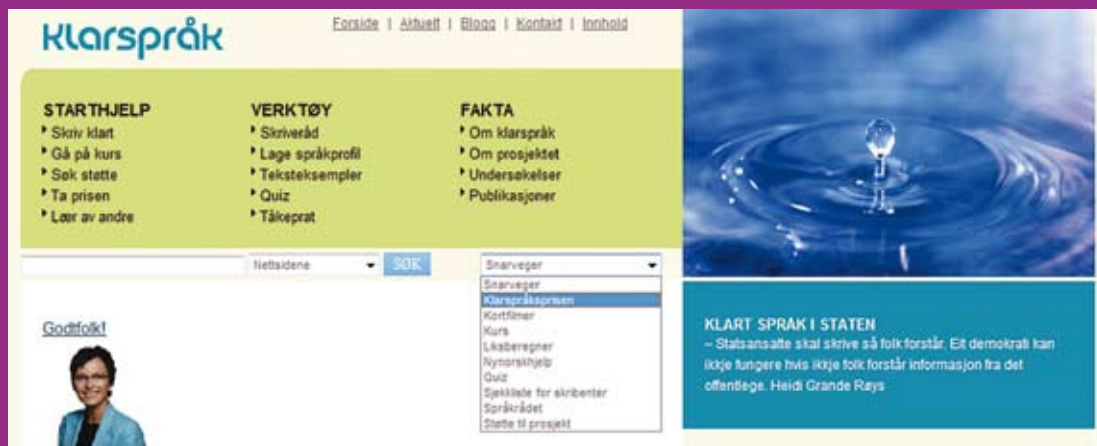 Klarspråk
Forside | Aktuelt | Blogg | Kontakt | Innhold
STARTHJELP
Skriv klart
Gå på kurs
Søk støtte
Ta prisen
Lær av andre
VERKTØY
Skriveråd
Lage språkprofil
Teksteksempler
Quiz
Tåkeprat
FAKTA
Om klarspråk
Om prosjektet
Undersøkelser
Publikasjoner
Nettsidene
SØK
Snarveger
Snarveger
Klarspråksprisen
Kortfilmer
Kurs
Liksberegner
Nynorskhjelp
Quiz
Sjekkliste for skribenter
Språkrådet
Støtte til prosjekt
Godtfolk!
KLART SPRÅK I STATEN
– Statsansatte skal skrive så folk forstår. Eit demokrati kan
ikkje fungere hvis ikkje folk forstår informasjon fra det
offentlege. Heidi Grande Røys